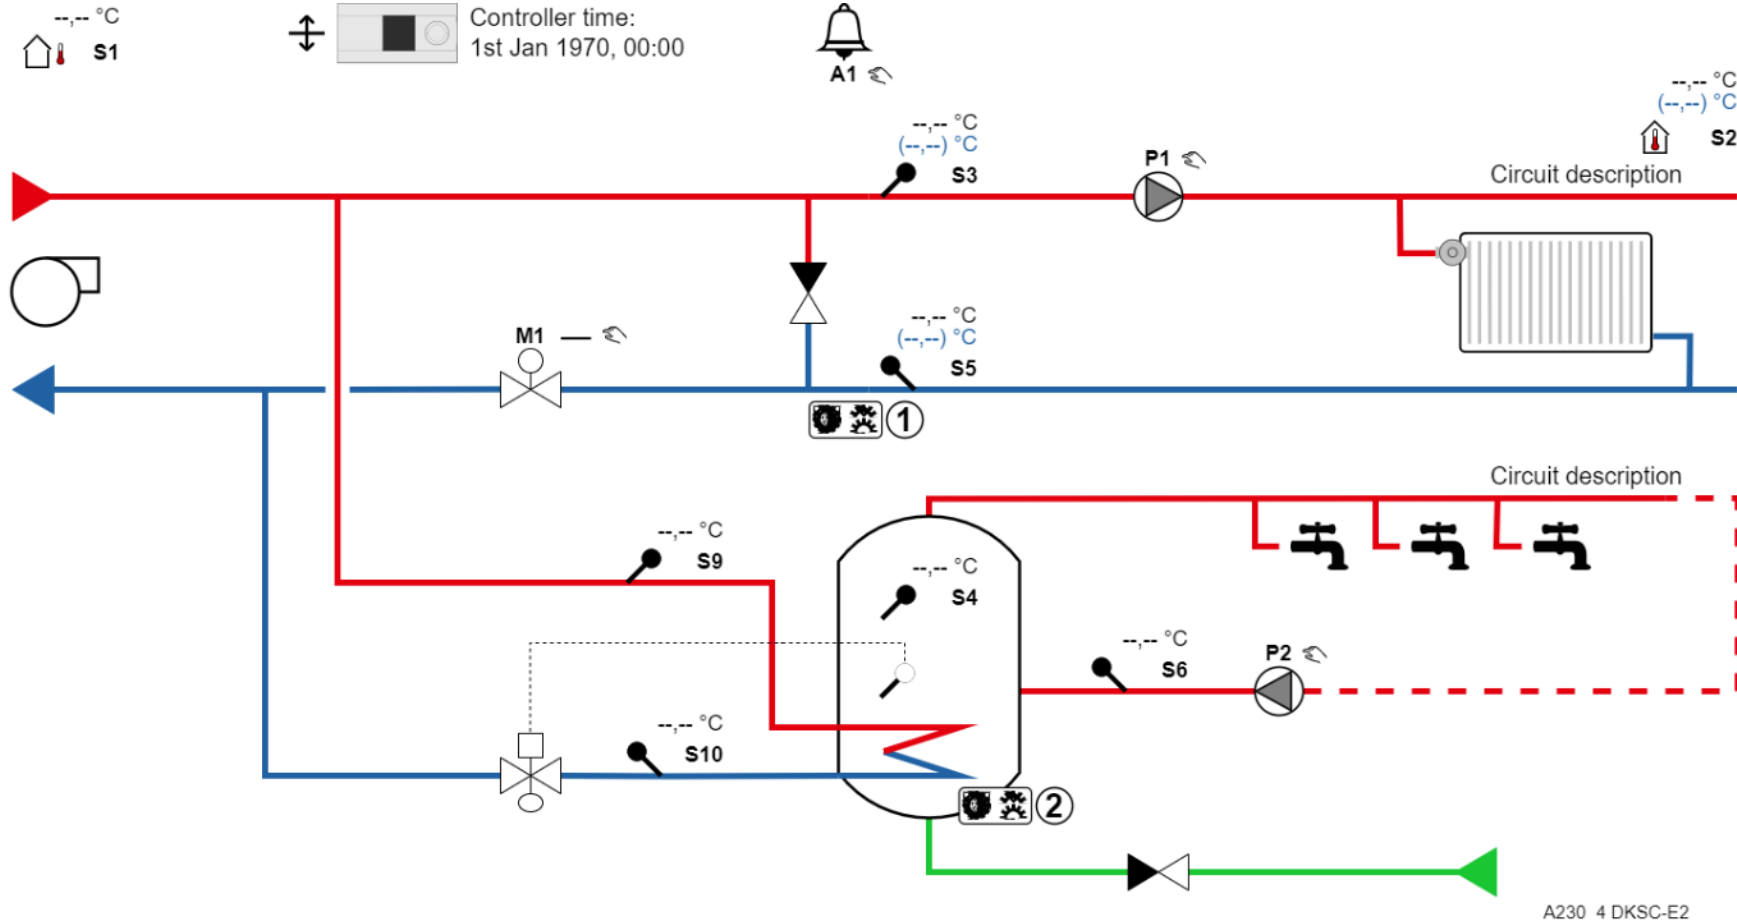 --,-- °C
S1
Controller time:
1st Jan 1970, 00:00
A1
--,-- °C
(--,--) °C
S2
--,-- °C
(--,--) °C
S3
P1
Circuit description
--,-- °C
(--,--) °C
S5
M1
1
Circuit description
--,-- °C
S9
--,-- °C
S4
--,-- °C
S6
P2
--,-- °C
S10
2
A230 4 DKSC-E2